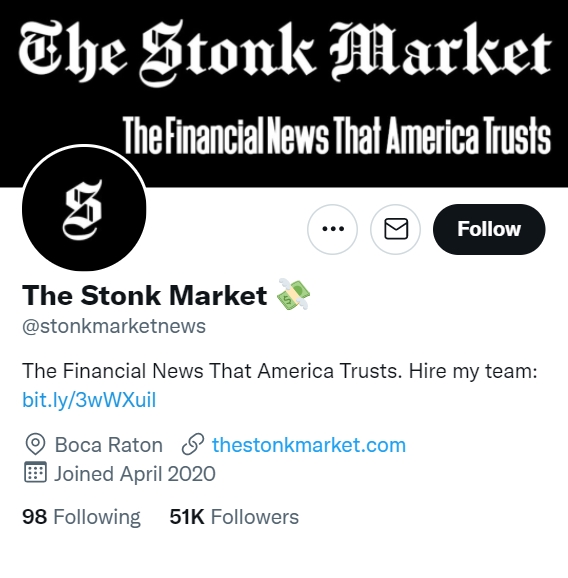 The Stonk Market
The Financial News That America Trusts
S
Follow
The Stonk Market
@stonkmarketnews
The Financial News That America Trusts. Hire my team:
bit.ly/3wWXuil
Boca Raton thestonkmarket.com
Joined April 2020
98 Following 51K Followers